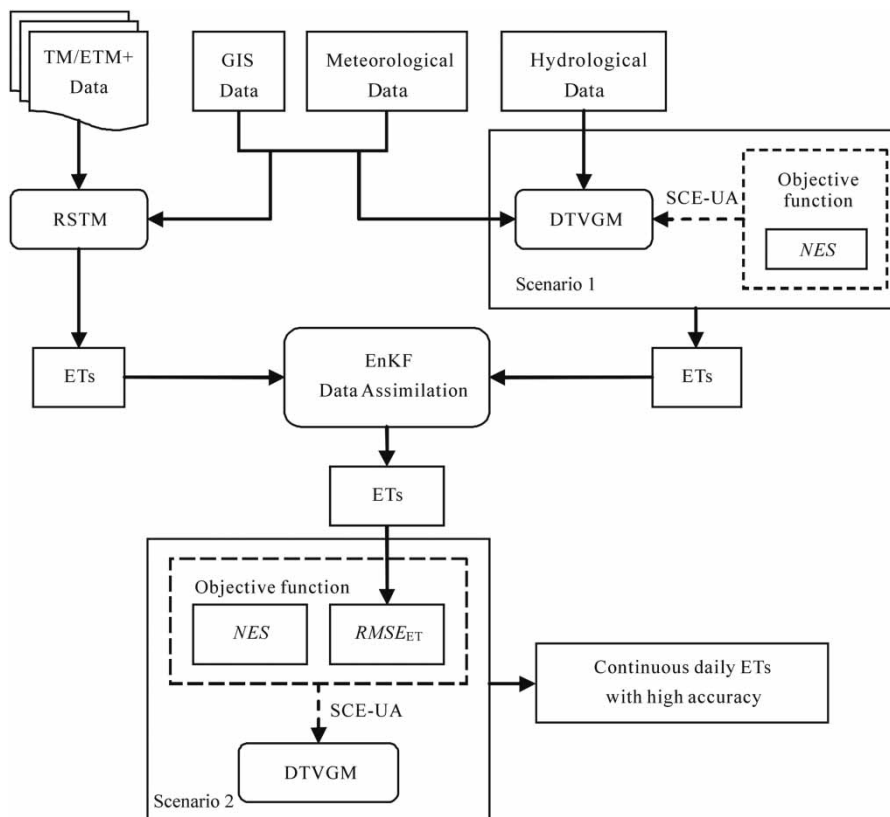 TM/ETM+
Data
GIS
Data
Meteorological
Data
Hydrological
Data
RSTM
DTVGM
SCE-UA
Objective
function
NES
Scenario 1
ETs
EnKF
Data Assimilation
ETs
ETs
Objective function
NES
RMSE_ET
SCE-UA
DTVGM
Scenario 2
Continuous daily ETs
with high accuracy